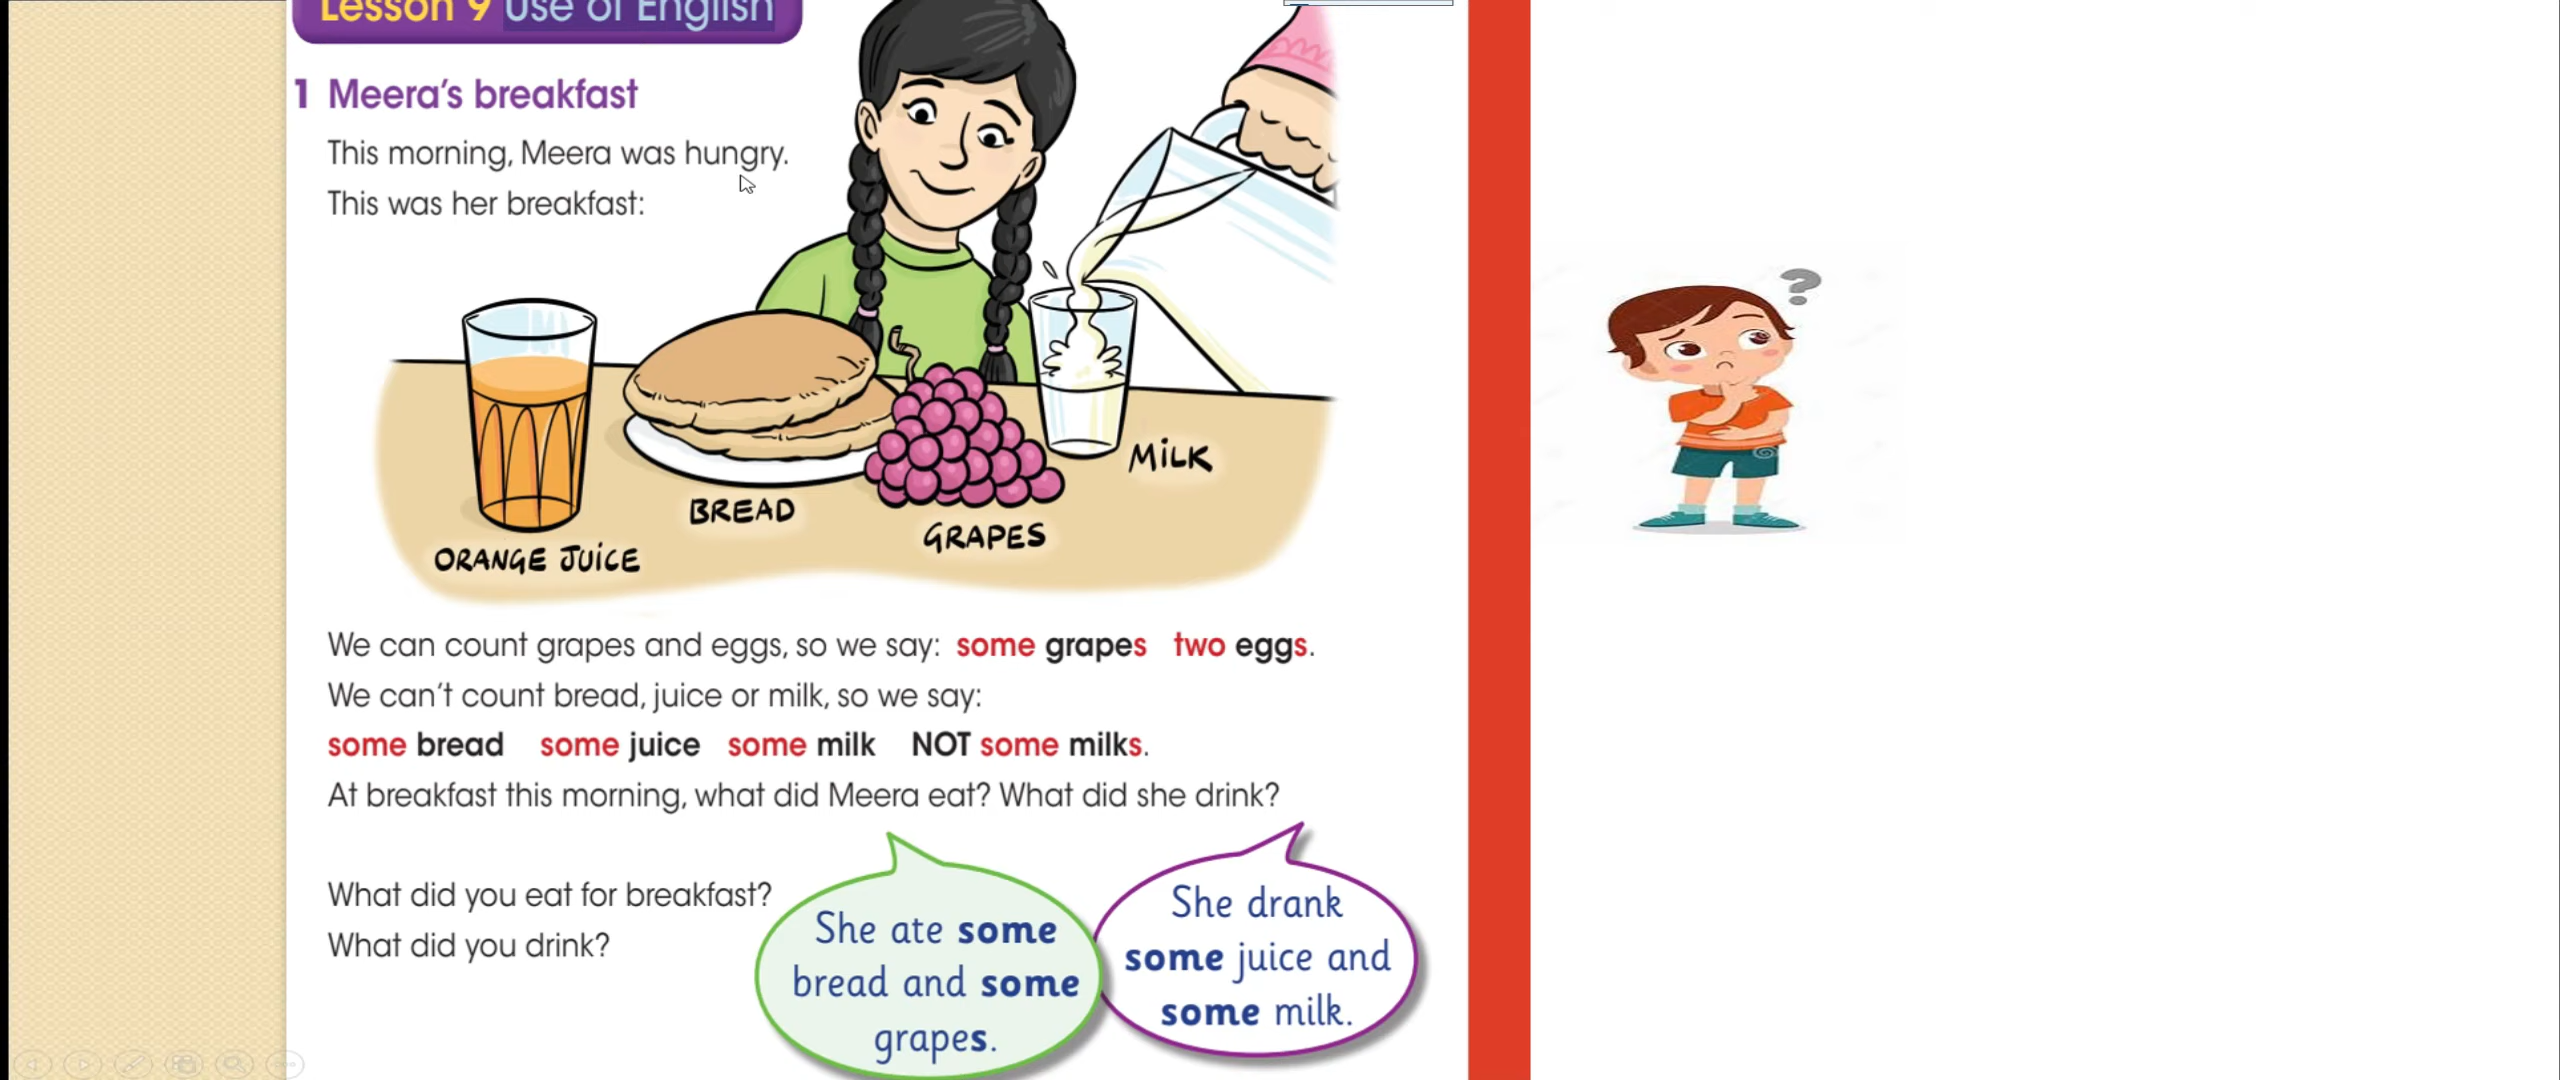 Lesson 9 Use of English
1 Meera's breakfast
This morning, Meera was hungry.
This was her breakfast:
ORANGE JUICE
BREAD
GRAPES
MILK
We can count grapes and eggs, so we say: some grapes two eggs.
We can't count bread, juice or milk, so we say:
some bread some juice some milk NOT some milks.
At breakfast this morning, what did Meera eat? What did she drink?
What did you eat for breakfast?
What did you drink?
She ate some
bread and some
grapes.
She drank
some juice and
some milk.
?